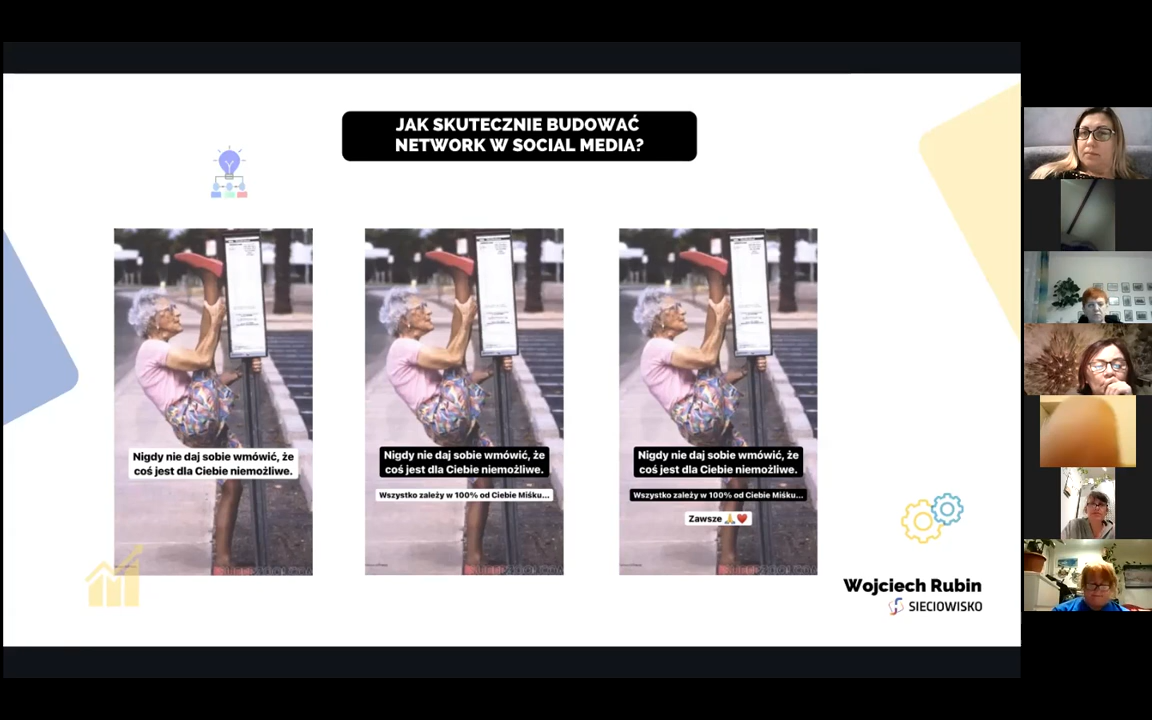 JAK SKUTECZNIE BUDOWAĆ
NETWORK W SOCIAL MEDIA?
Nigdy nie daj sobie wmówić, że
coś jest dla Ciebie niemożliwe.
Nigdy nie daj sobie wmówić, że
coś jest dla Ciebie niemożliwe.
Wszystko zależy w 100% od Ciebie Miśku...
Nigdy nie daj sobie wmówić, że
coś jest dla Ciebie niemożliwe.
Wszystko zależy w 100% od Ciebie Miśku...
Zawsze 🙏❤️
Wojciech Rubin
SIECIOWISKO